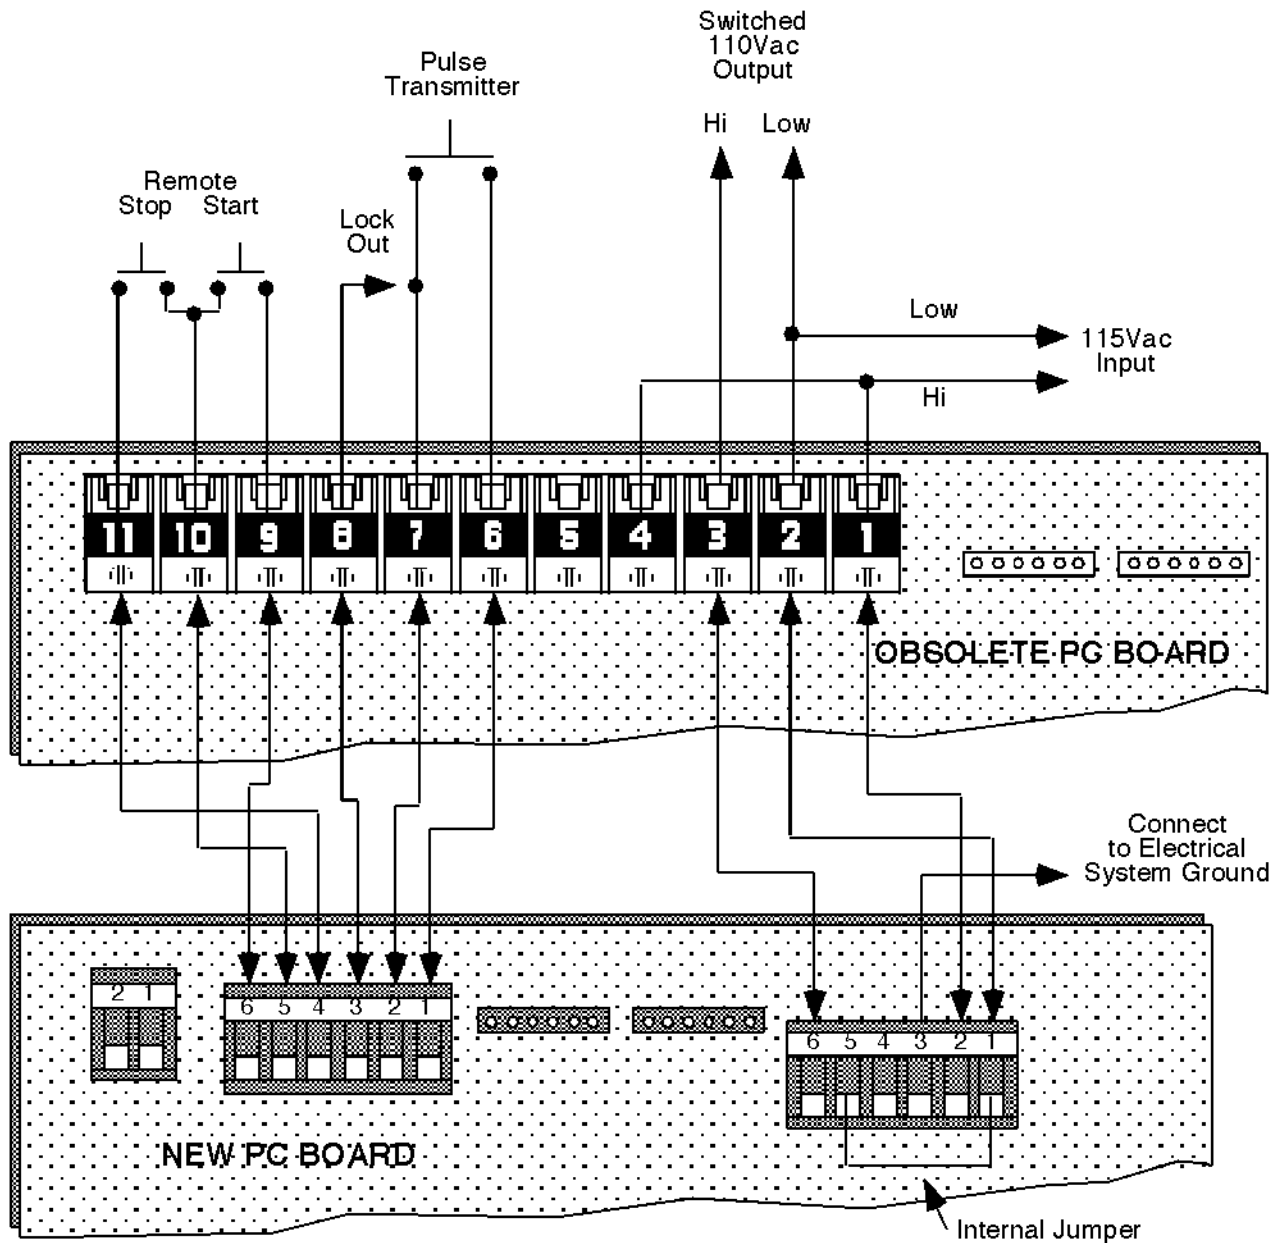 Switched
110Vac
Output
Pulse
Transmitter
Hi Low
Remote
Stop Start
Lock
Out
Low
115Vac
Input
Hi
11 10 9 8 7 6 5 4 3 2 1
OBSOLETE PC BOARD
Connect
to Electrical
System Ground
2 1
6 5 4 3 2 1
6 5 4 3 2 1
NEW PC BOARD
Internal Jumper